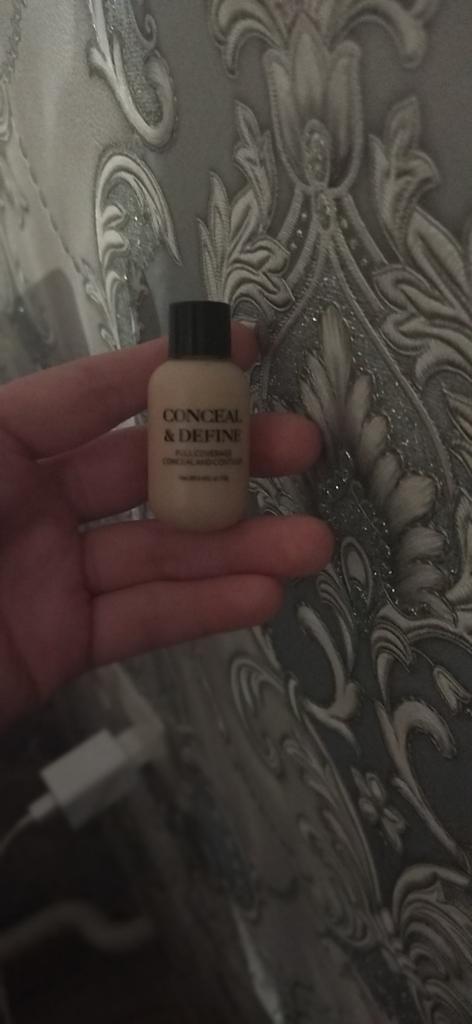 CONCEAL
& DEFINE
FULL COVERAGE
CONCEAL AND CONTOUR